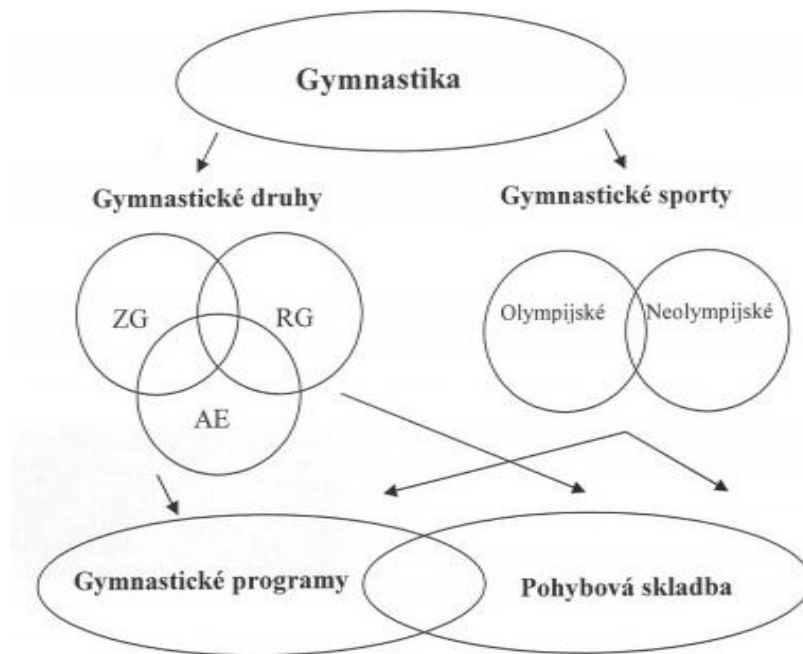 Gymnastika
Gymnastické druhy
Gymnastické sporty
ZG
RG
AE
Olympijské
Neolympijské
Gymnastické programy
Pohybová skladba